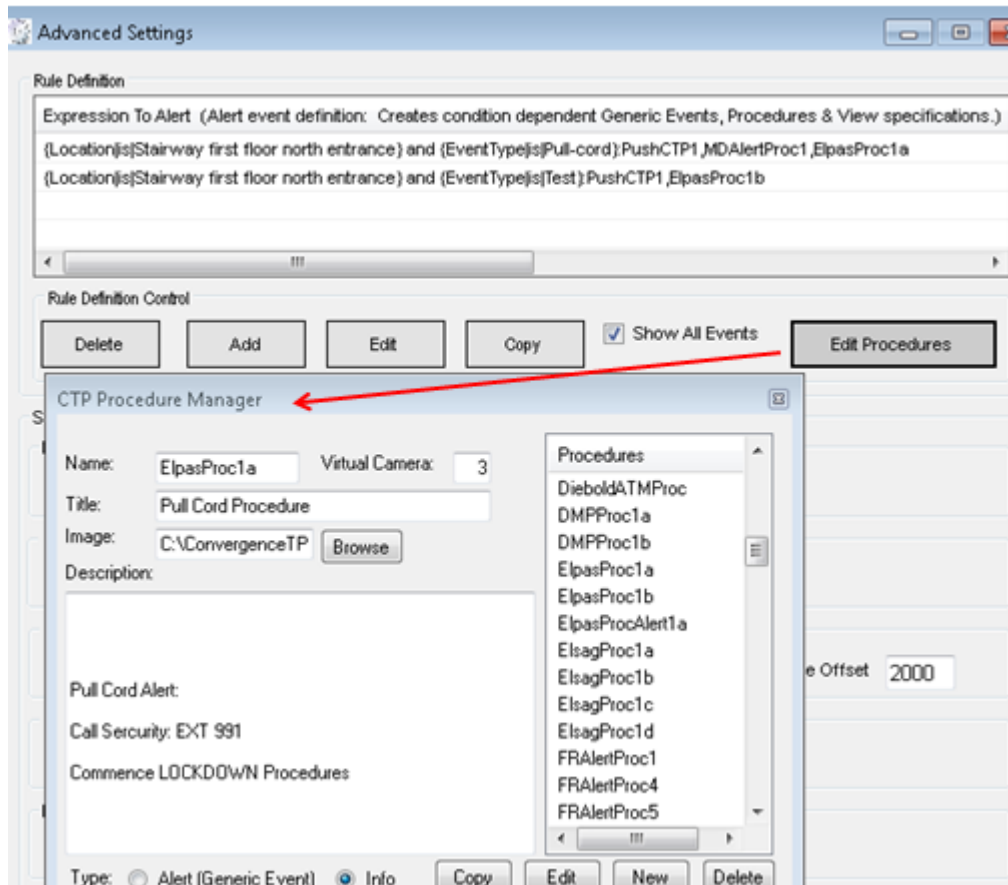 Advanced Settings
Rule Definition
Expression To Alert (Alert event definition: Creates condition dependent Generic Events, Procedures & View specifications.)
{Location|is|Stairway first floor north entrance} and {EventType|is|Pull-cord}:PushCTP1,MDAlertProc1,ElpasProc1a
{Location|is|Stairway first floor north entrance} and {EventType|is|Test}:PushCTP1,ElpasProc1b
Rule Definition Control
Delete Add Edit Copy Show All Events Edit Procedures
CTP Procedure Manager
S
Name: ElpasProc1a Virtual Camera: 3
Title: Pull Cord Procedure
Image: C:\ConvergenceTP Browse
Description:
Pull Cord Alert:
Call Sercurity: EXT 991
Commence LOCKDOWN Procedures
Procedures
DieboldATMProc
DMPProc1a
DMPProc1b
ElpasProc1a
ElpasProc1b
ElpasProcAlert1a
ElsagProc1a
ElsagProc1b
ElsagProc1c
ElsagProc1d
FRAlertProc1
FRAlertProc4
FRAlertProc5
e Offset 2000
Type: Alert (Generic Event) Info Copy Edit New Delete